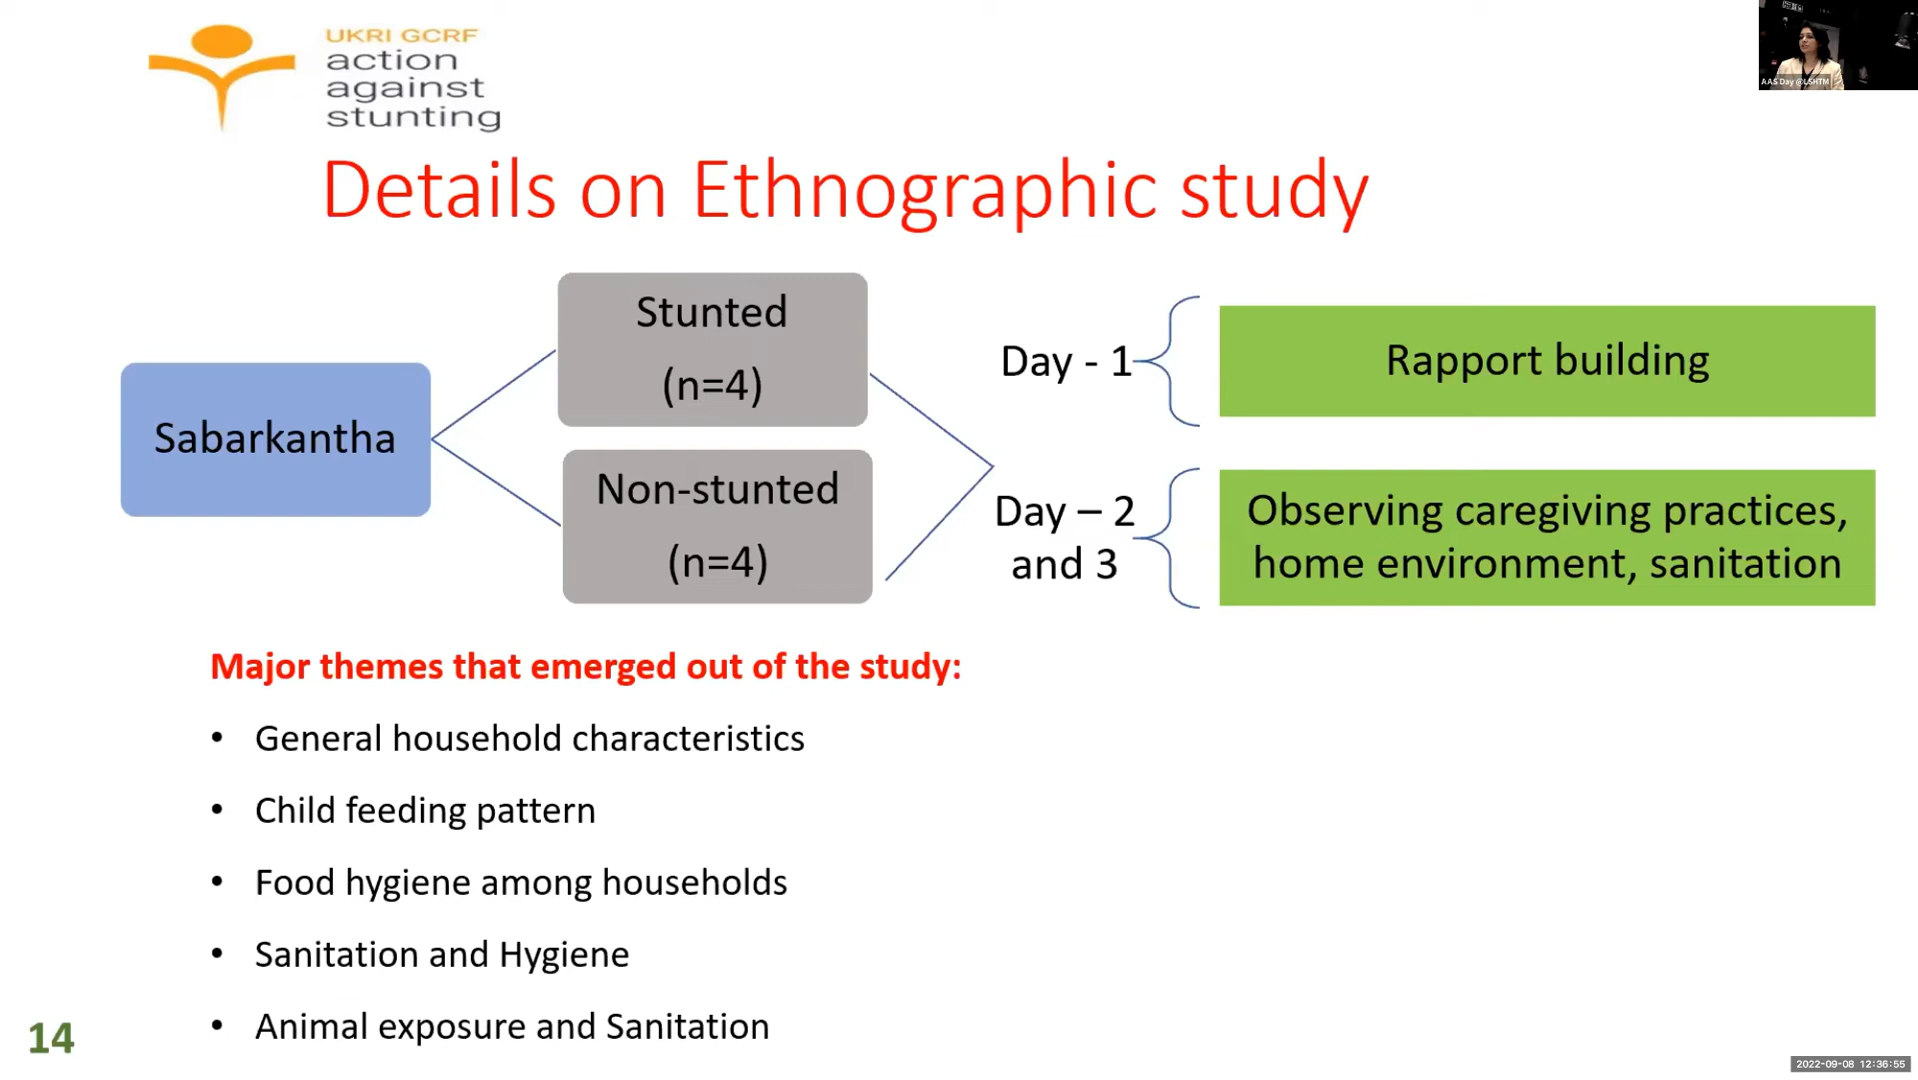 UKRI GCRF
action
against
stunting
AAS Day @LSHTM
Details on Ethnographic study
Sabarkantha
Stunted
(n=4)
Non-stunted
(n=4)
Day - 1
Rapport building
Day – 2
and 3
Observing caregiving practices,
home environment, sanitation
Major themes that emerged out of the study:
• General household characteristics
• Child feeding pattern
• Food hygiene among households
• Sanitation and Hygiene
• Animal exposure and Sanitation
14
2022-09-08 12:36:55